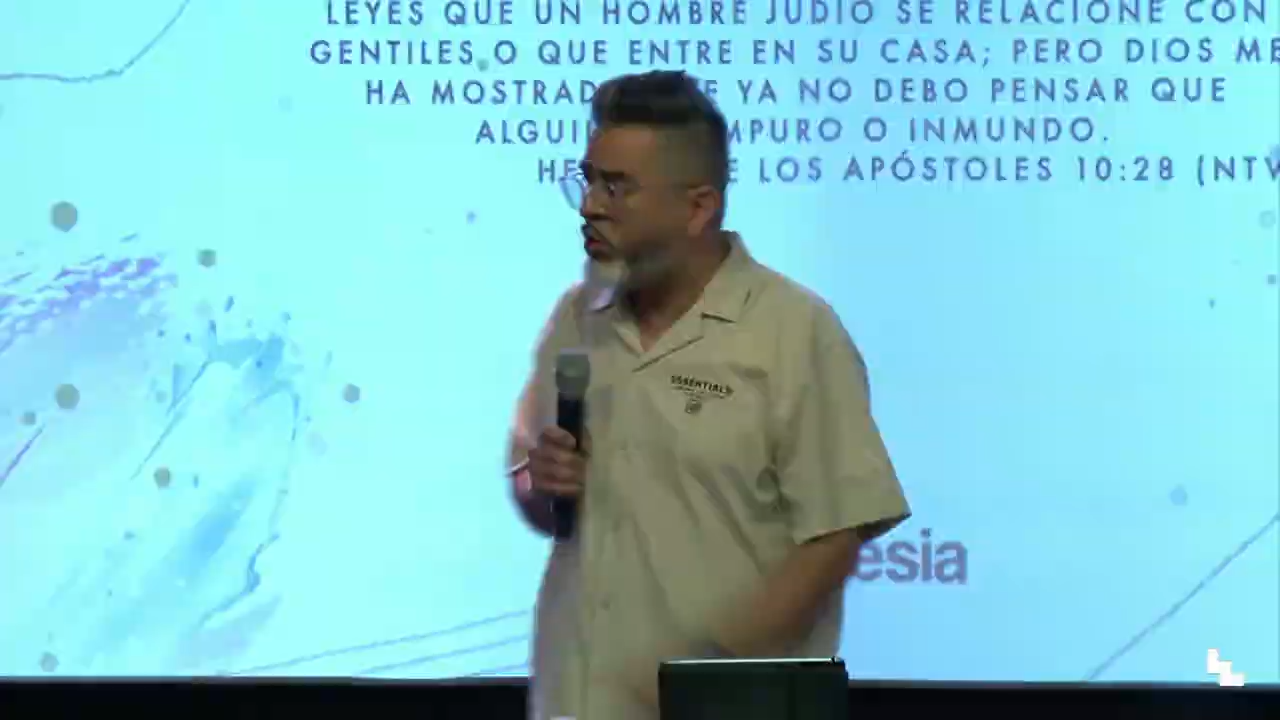 LEYES QUE UN HOMBRE JUDÍO SE RELACIONE CON
GENTILES O QUE ENTRE EN SU CASA; PERO DIOS ME
HA MOSTRAD E YA NO DEBO PENSAR QUE
ALGUI MPURO O INMUNDO.
HE E LOS APÓSTOLES 10:28 (NTV
ESSENTIALS
esia